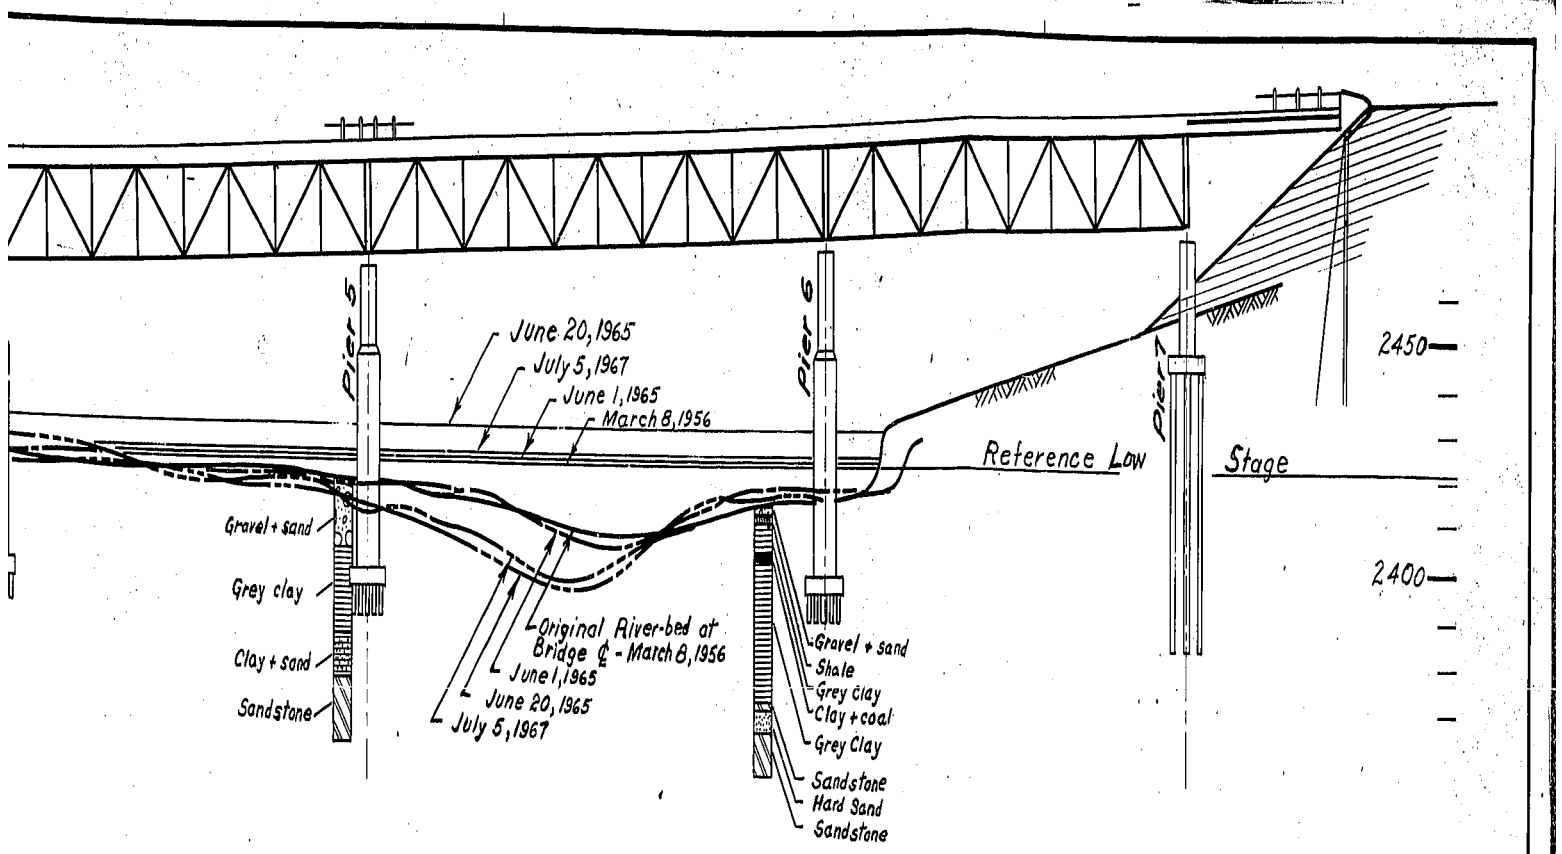 Pier 5
Pier 6
Pier 7
June 20, 1965
July 5, 1967
June 1, 1965
March 8, 1956
2450
Reference Low Stage
2400
Gravel + sand
Grey clay
Clay + sand
Sandstone
Original River-bed at
Bridge ℄ - March 8, 1956
June 1, 1965
June 20, 1965
July 5, 1967
Gravel + sand
Shale
Grey Clay
Clay + coal
Grey Clay
Sandstone
Hard Sand
Sandstone